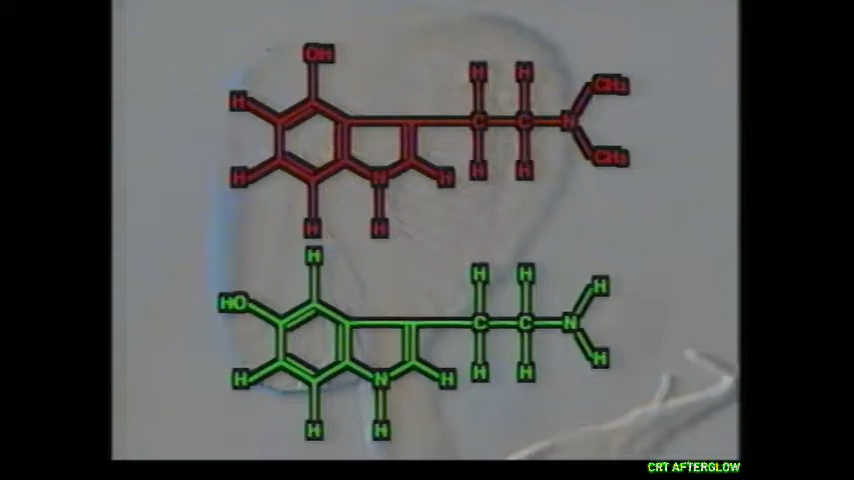 OH
H H H CH₃
C C N
H N H H H CH₃
H H
H H H H
HO C C N
H N H H H H
H H
CRT AFTERGLOW